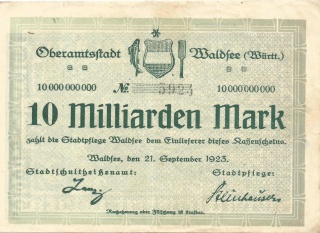 Oberamtsstadt Waldsee (Württ.)
10 000 000 000 № 5923 10 000 000 000
10 Milliarden Mark
zahlt die Stadtpflege Waldsee dem Einlieferer dieses Kassenscheins.
Waldsee, den 21. September 1923.
Stadtschultheißenamt: Stadtpflege: